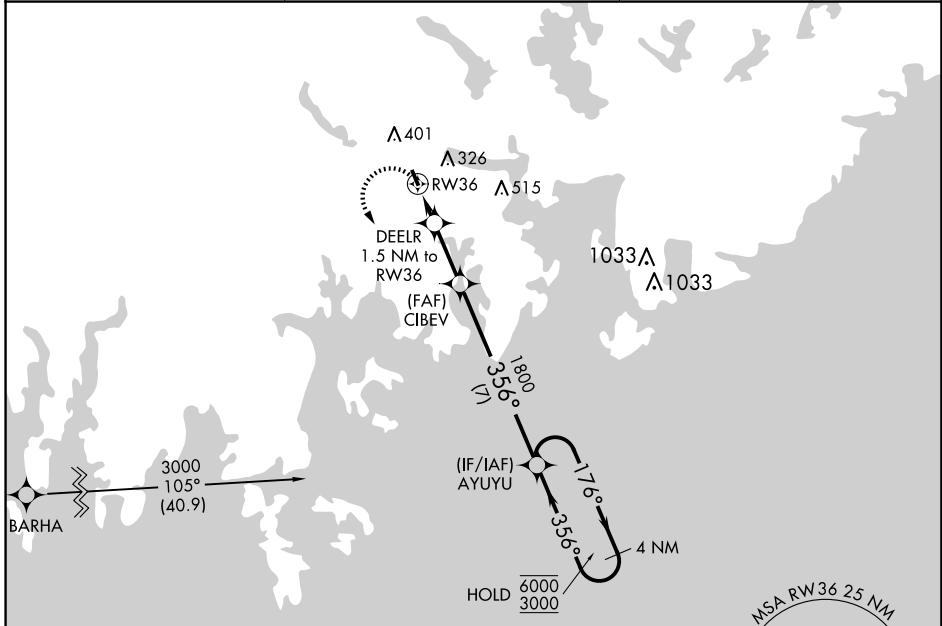 401
326
RW36
515
DEELR
1.5 NM to
RW36
1033
1033
(FAF)
CIBEV
1800
356°
(7)
(IF/IAF)
AYUYU
176°
356°
4 NM
HOLD
6000
3000
3000
105°
(40.9)
BARHA
MSA RW36 25 NM